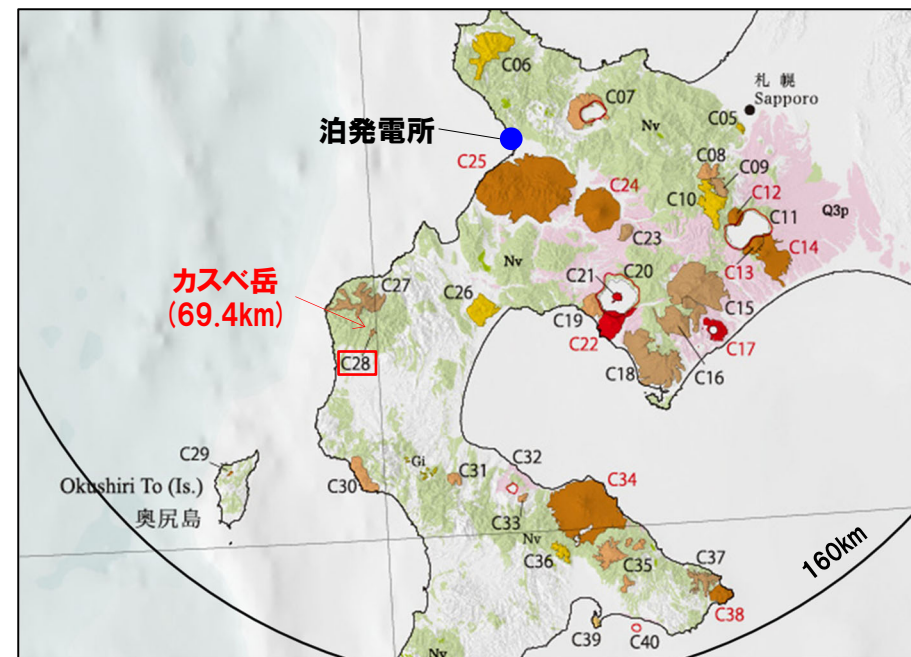 C06
C07
札幌
Sapporo
C05
Nv
泊発電所
C25
C08
C09
C24
C10
C12
C11
Q3p
C23
C14
C13
Nv
カスベ岳
(69.4km)
C27
C26
C21
C20
C15
C19
C22
C17
C28
C18
C16
C29
Okushiri To (Is.)
奥尻島
C30
Gi
C31
C32
C34
C33
Nv
C36
C35
C37
160km
C38
C39
C40
Nv